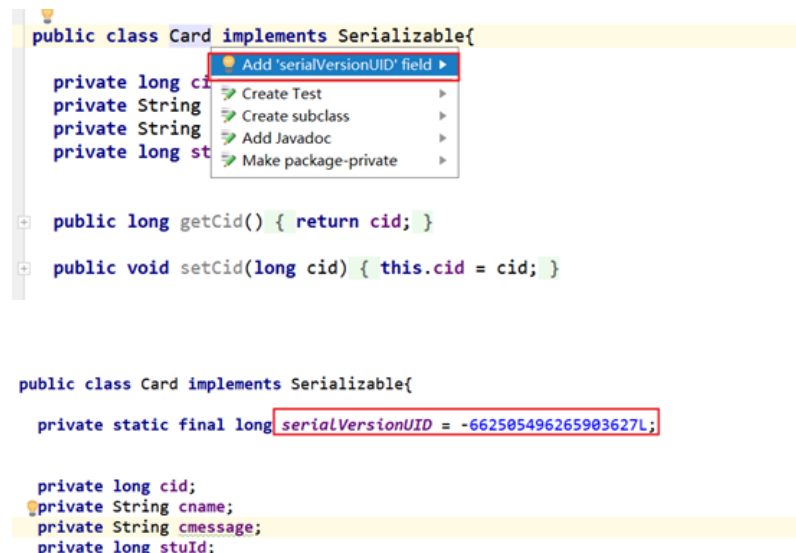 public class Card implements Serializable{
Add 'serialVersionUID' field
private long ci
Create Test
private String
Create subclass
private String
Add Javadoc
private long st
Make package-private
public long getCid() { return cid; }
public void setCid(long cid) { this.cid = cid; }
public class Card implements Serializable{
private static final long serialVersionUID = -662505496265903627L;
private long cid;
private String cname;
private String cmessage;
private long stuId;